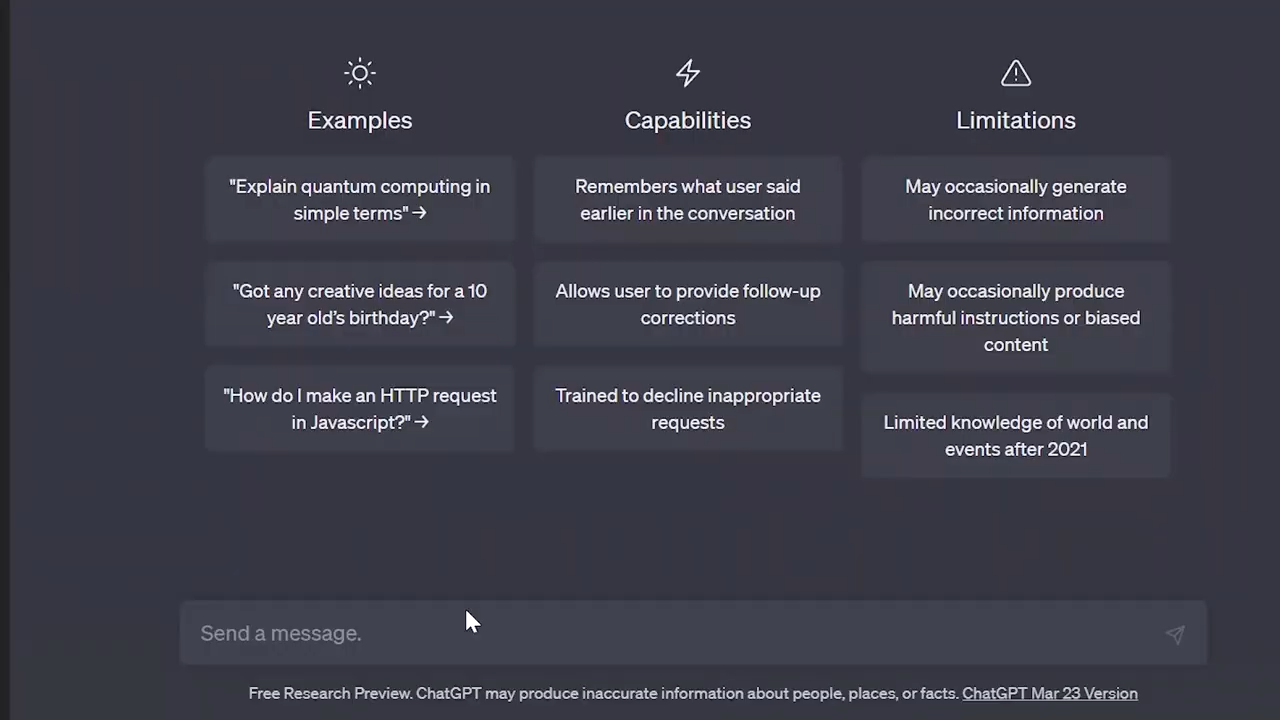 Examples
"Explain quantum computing in
simple terms" →
"Got any creative ideas for a 10
year old’s birthday?" →
"How do I make an HTTP request
in Javascript?" →
Capabilities
Remembers what user said
earlier in the conversation
Allows user to provide follow-up
corrections
Trained to decline inappropriate
requests
Limitations
May occasionally generate
incorrect information
May occasionally produce
harmful instructions or biased
content
Limited knowledge of world and
events after 2021
Send a message.
Free Research Preview. ChatGPT may produce inaccurate information about people, places, or facts. ChatGPT Mar 23 Version